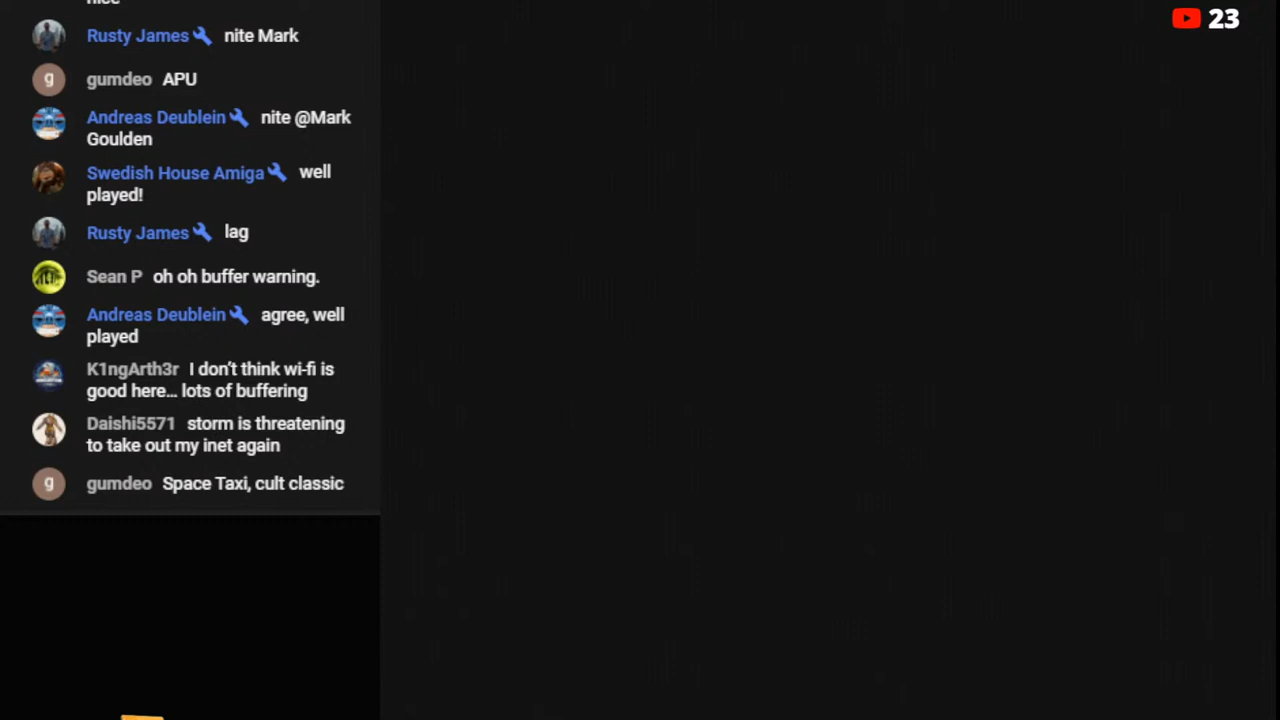 nice
23
Rusty James nite Mark
gumdeo APU
Andreas Deublein nite @Mark
Goulden
Swedish House Amiga well
played!
Rusty James lag
Sean P oh oh buffer warning.
Andreas Deublein agree, well
played
K1ngArth3r I don't think wi-fi is
good here... lots of buffering
Daishi5571 storm is threatening
to take out my inet again
gumdeo Space Taxi, cult classic